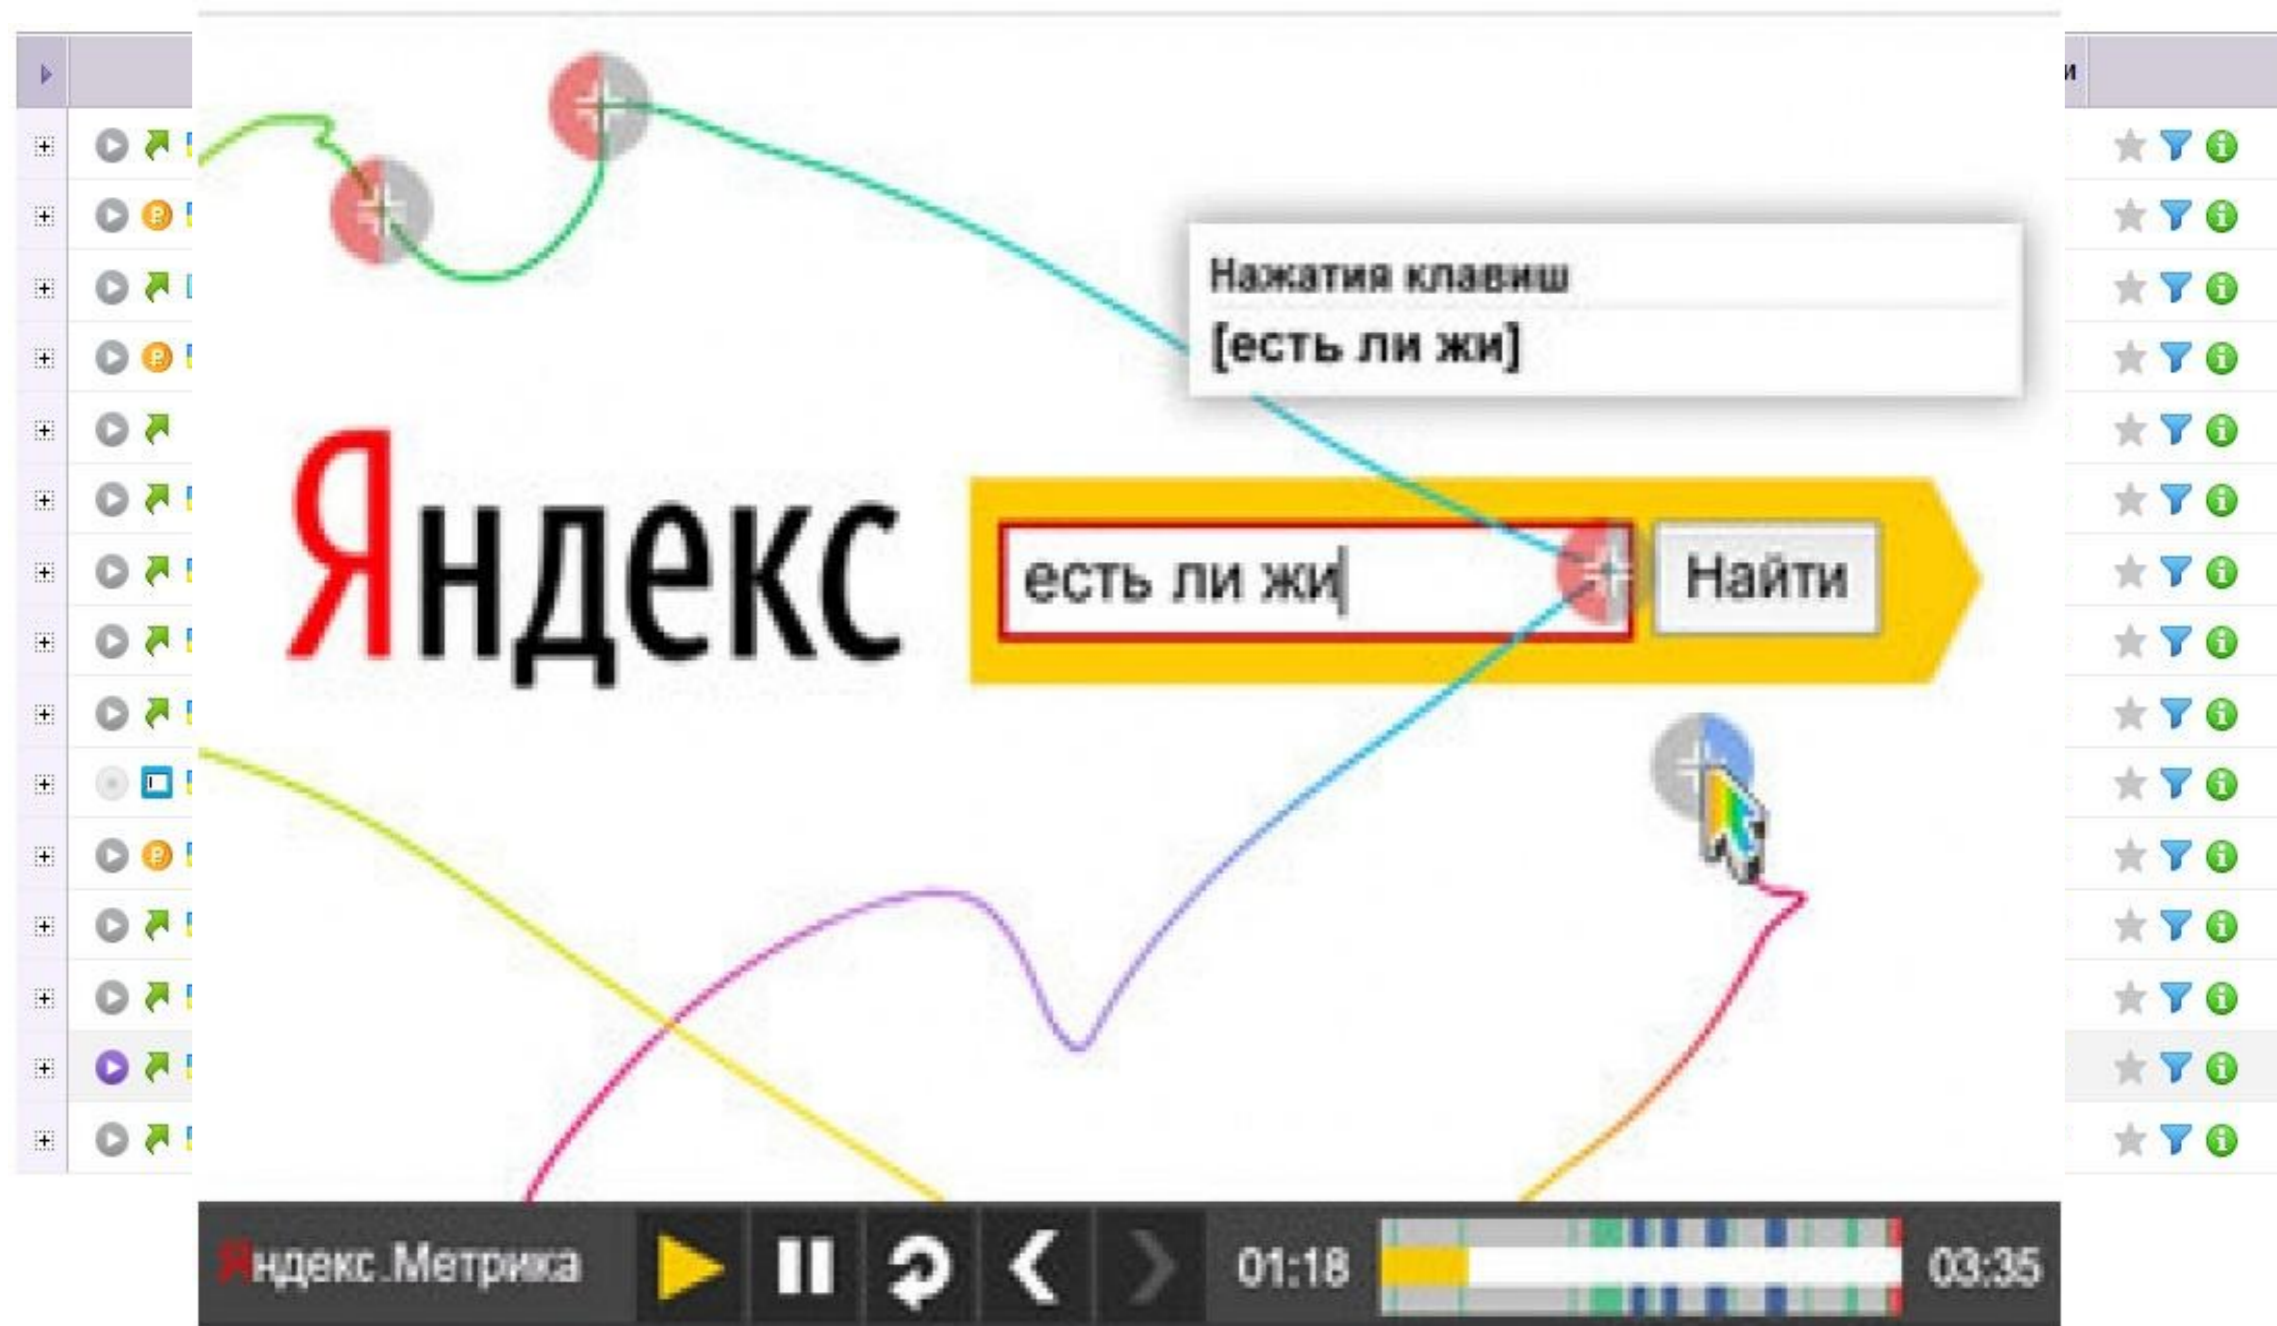 и
Нажатия клавиш
[есть ли жи]
Яндекс
есть ли жи
Найти
Яндекс.Метрика
01:18
03:35